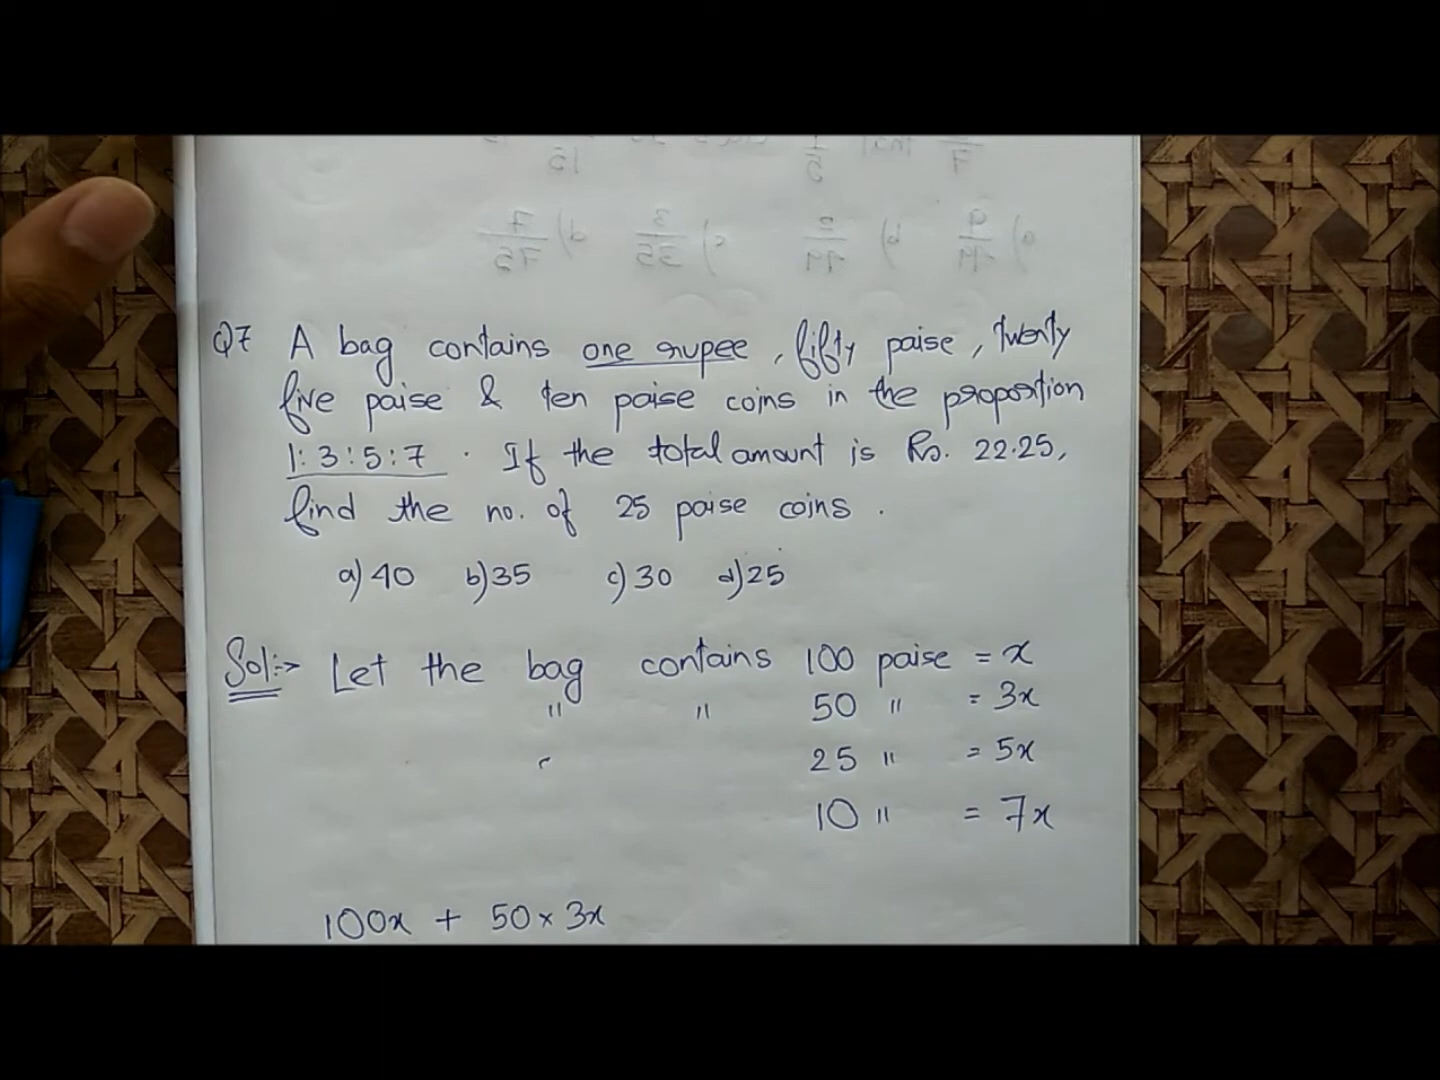 Q7 A bag contains one rupee, fifty paise, twenty
five paise & ten paise coins in the proportion
1:3:5:7. If the total amount is Rs. 22.25,
find the no. of 25 paise coins.
a) 40 b) 35 c) 30 d) 25
Sol:-> Let the bag contains 100 paise = x
" " 50 " = 3x
25 " = 5x
10 " = 7x
100x + 50 × 3x